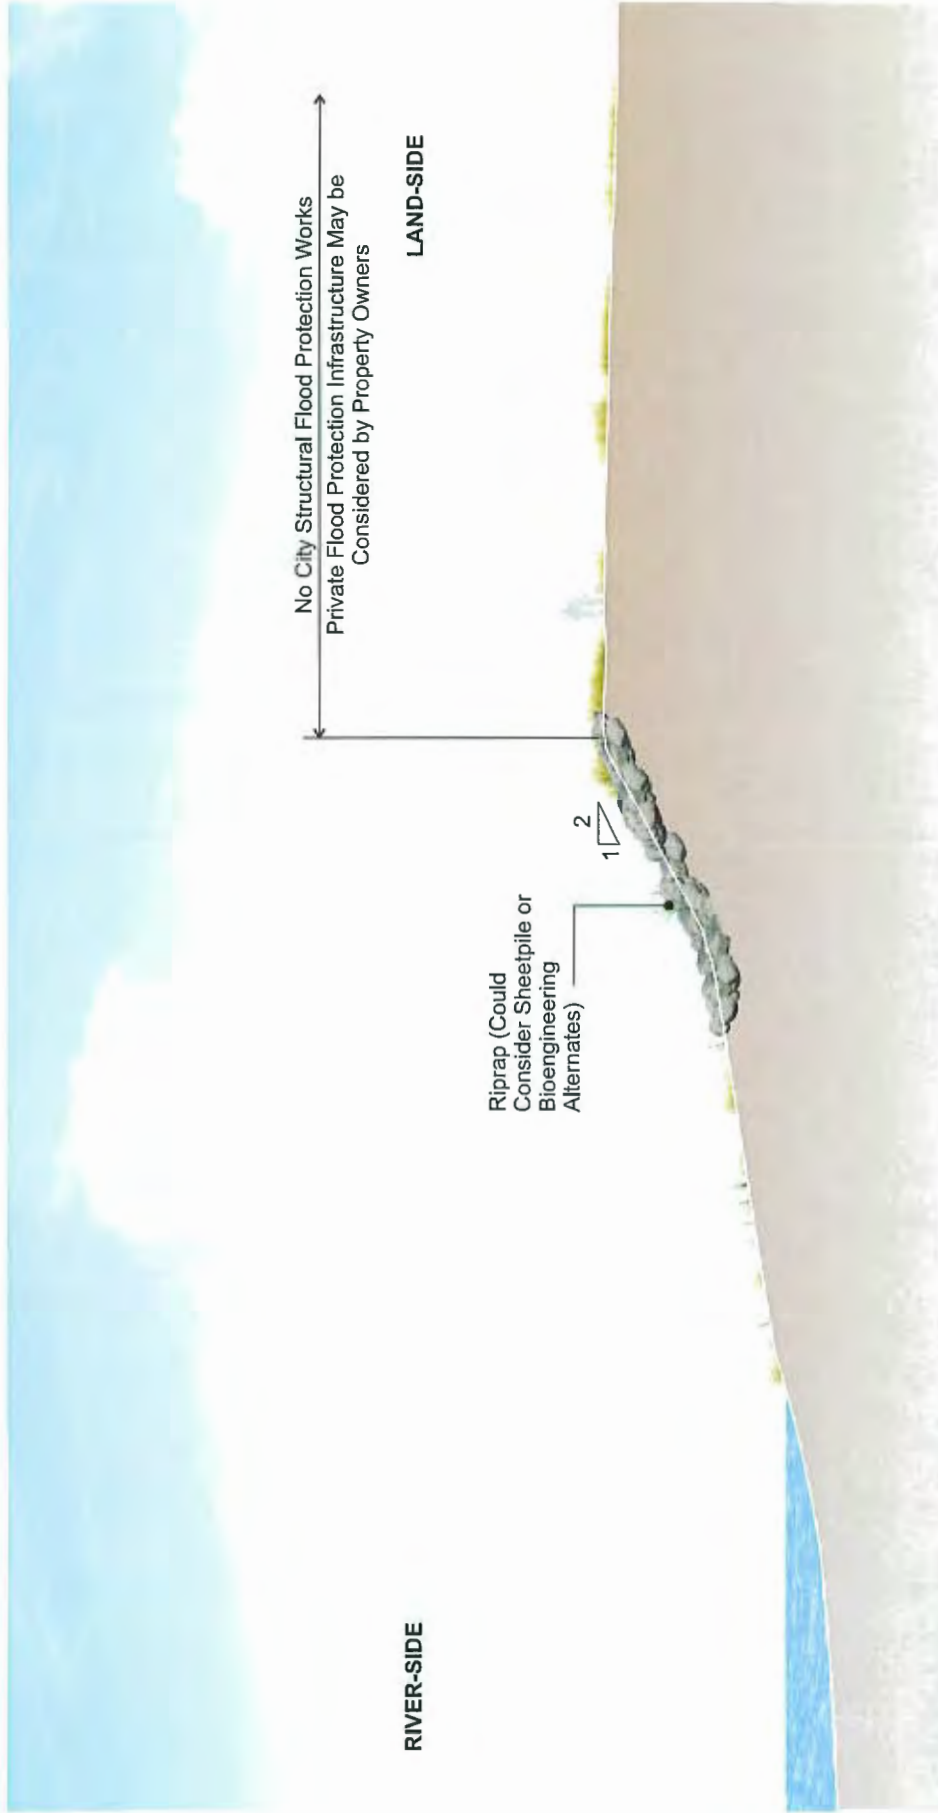 No City Structural Flood Protection Works
Private Flood Protection Infrastructure May be
Considered by Property Owners
RIVER-SIDE
LAND-SIDE
Riprap (Could
Consider Sheetpile or
Bioengineering
Alternates)
2
1